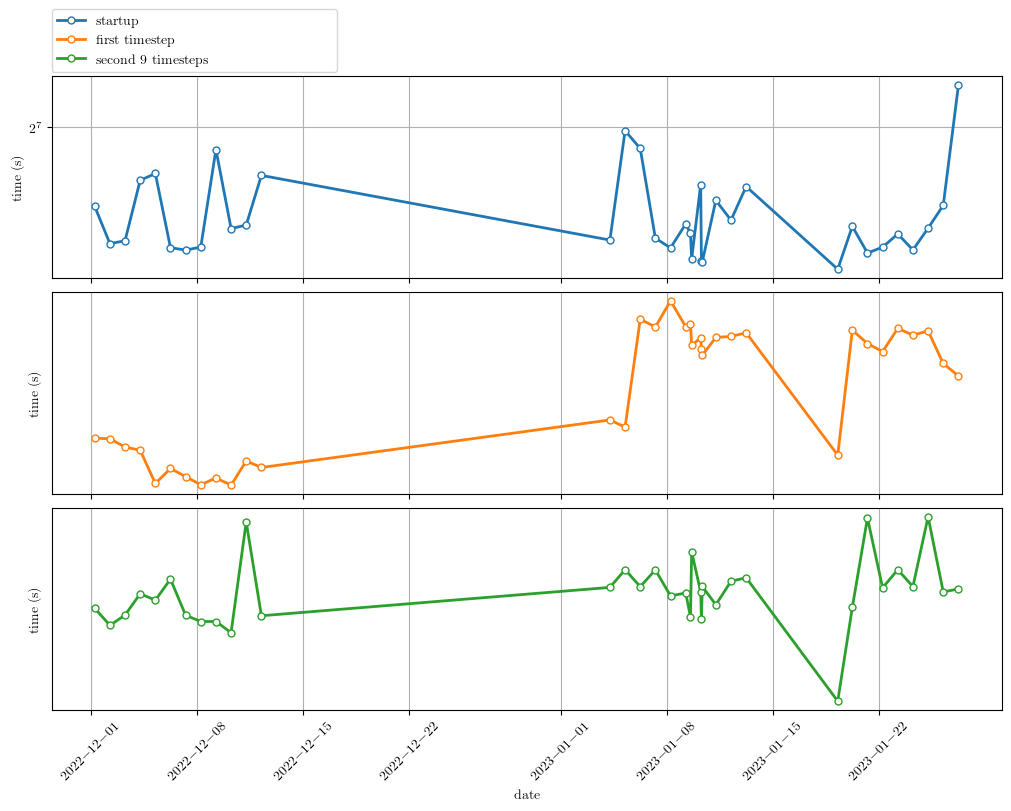 startup
first timestep
second 9 timesteps
2⁷
time (s)
time (s)
time (s)
2022−12−01
2022−12−08
2022−12−15
2022−12−22
2023−01−01
2023−01−08
2023−01−15
2023−01−22
date